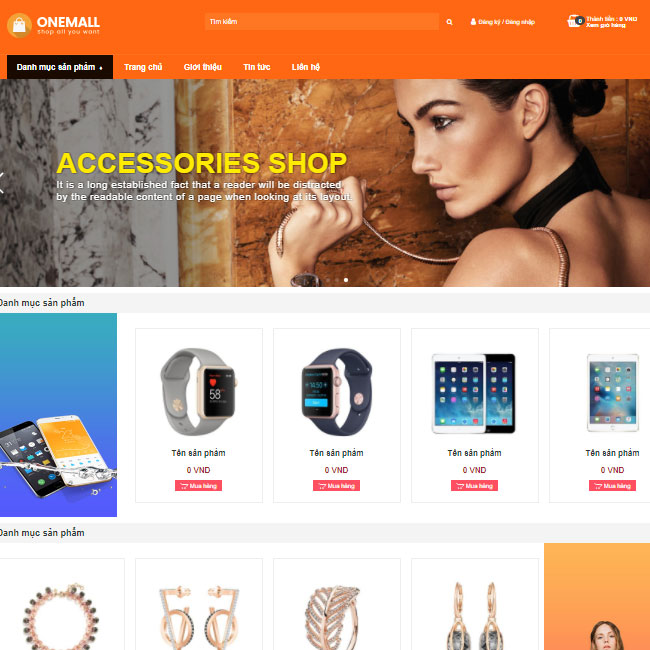 ONEMALL
shop all you want
Tìm kiếm
Đăng ký / Đăng nhập
0
Thành tiền : 0 VND
Xem giỏ hàng
Danh mục sản phẩm
Trang chủ
Giới thiệu
Tin tức
Liên hệ
ACCESSORIES SHOP
It is a long established fact that a reader will be distracted
by the readable content of a page when looking at its layout.
Danh mục sản phẩm
58
14:50
Tên sản phẩm
Tên sản phẩm
Tên sản phẩm
Tên sản phẩm
0 VND
0 VND
0 VND
0 VND
Mua hàng
Mua hàng
Mua hàng
Mua hàng
Danh mục sản phẩm